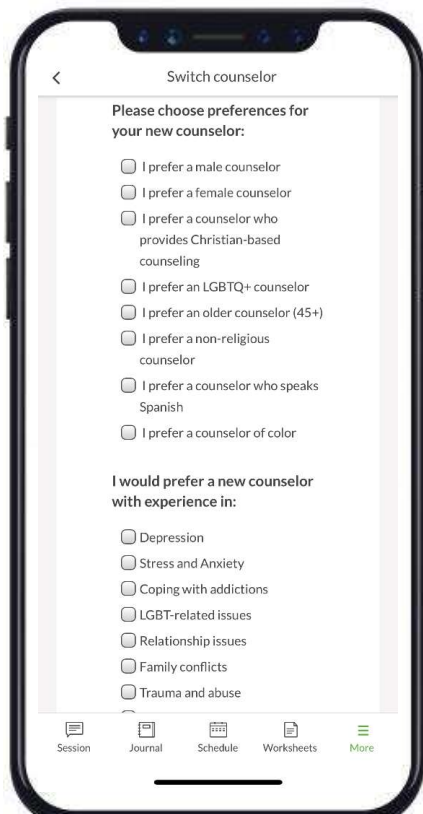 Switch counselor
Please choose preferences for
your new counselor:
I prefer a male counselor
I prefer a female counselor
I prefer a counselor who
provides Christian-based
counseling
I prefer an LGBTQ+ counselor
I prefer an older counselor (45+)
I prefer a non-religious
counselor
I prefer a counselor who speaks
Spanish
I prefer a counselor of color
I would prefer a new counselor
with experience in:
Depression
Stress and Anxiety
Coping with addictions
LGBT-related issues
Relationship issues
Family conflicts
Trauma and abuse
Session Journal Schedule Worksheets More